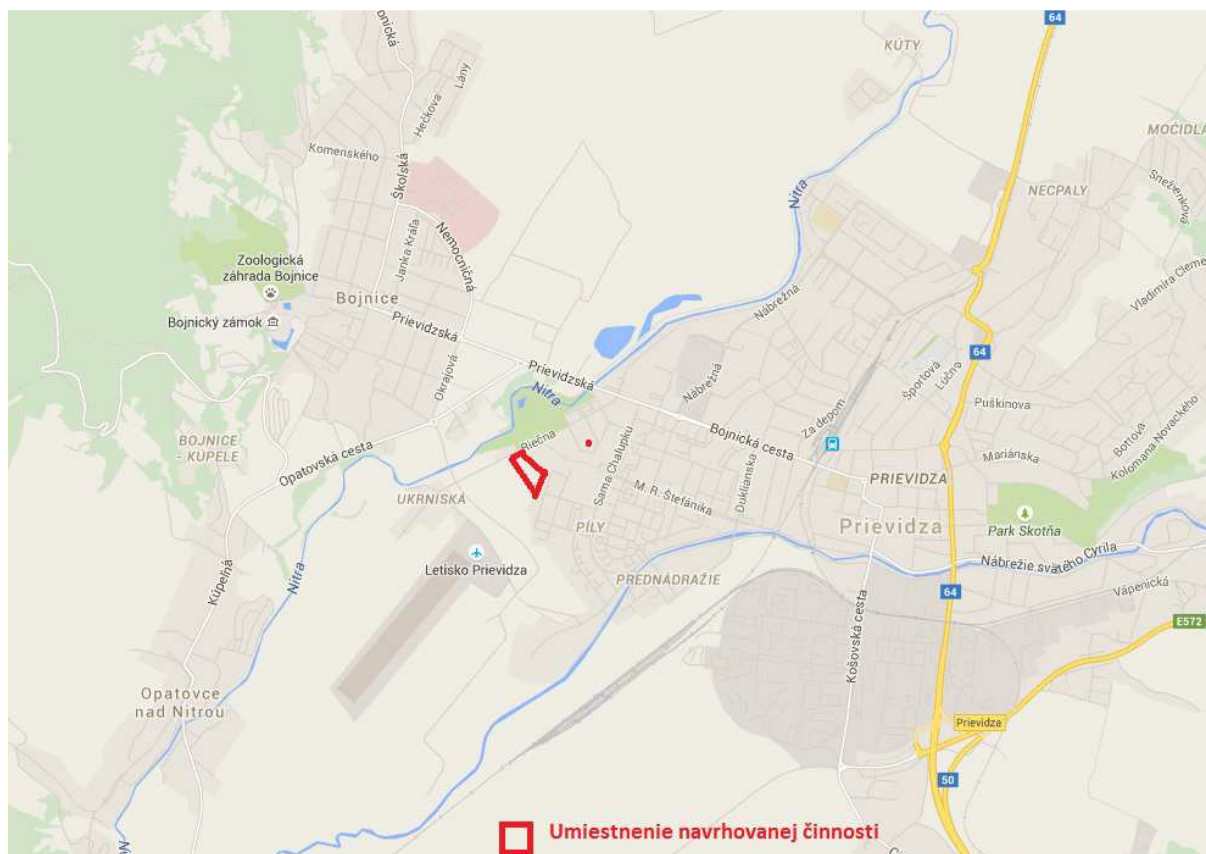 64
KÚTY
Lány
Hečkova
MOČIDLÁ
Komenského
Školská
Snežienková
NECPALY
Nitra
Nemocničná
Zoologická
záhrada Bojnice
Janka Kráľa
Vladimíra Cleme
Bojnice
Nábrežná
Bojnický zámok
Prievidzská
64
Okrajová
Športová
Lúčna
Prievidzská
Nitra
Nábrežná
Puškinova
Za depom
Bojnická cesta
Bottova
Kolomana Novackého
Riečna
BOJNICE
- KÚPELE
Opatovská cesta
Sama Chalupku
Mariánska
Duklianska
PRIEVIDZA
M. R. Štefánika
UKRNISKÁ
Prievidza
Park Skotňa
PÍLY
Letisko Prievidza
Nábrežie svätého Cyrila
Nitra
Kúpeľná
PREDNÁDRAŽIE
Vápenická
64
E572
Košovská cesta
Opatovce
nad Nitrou
Prievidza
50
Umiestnenie navrhovanej činnosti